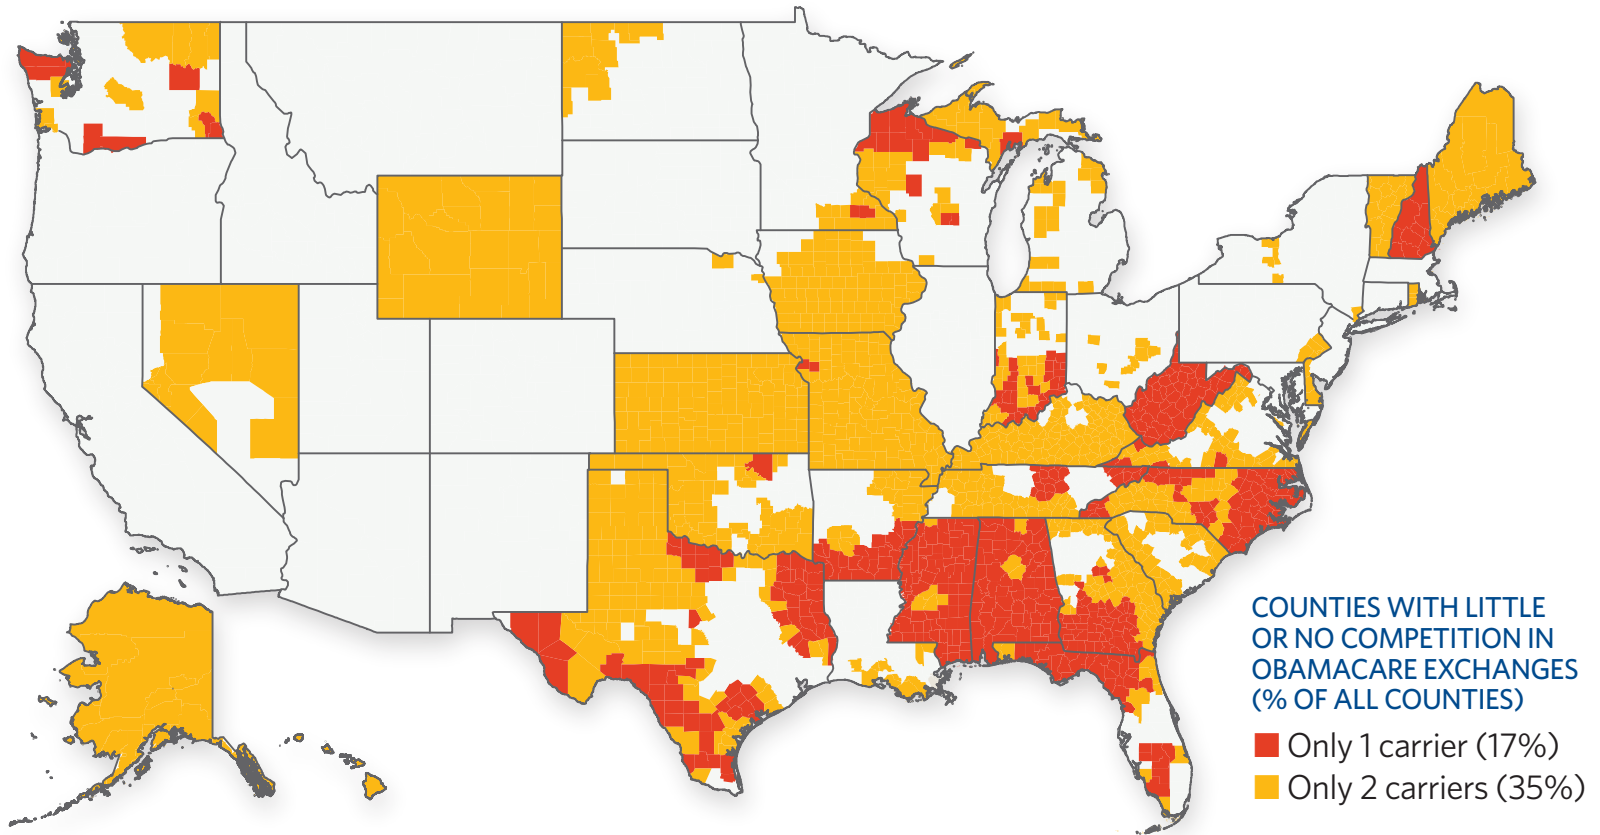 COUNTIES WITH LITTLE
OR NO COMPETITION IN
OBAMACARE EXCHANGES
(% OF ALL COUNTIES)
Only 1 carrier (17%)
Only 2 carriers (35%)